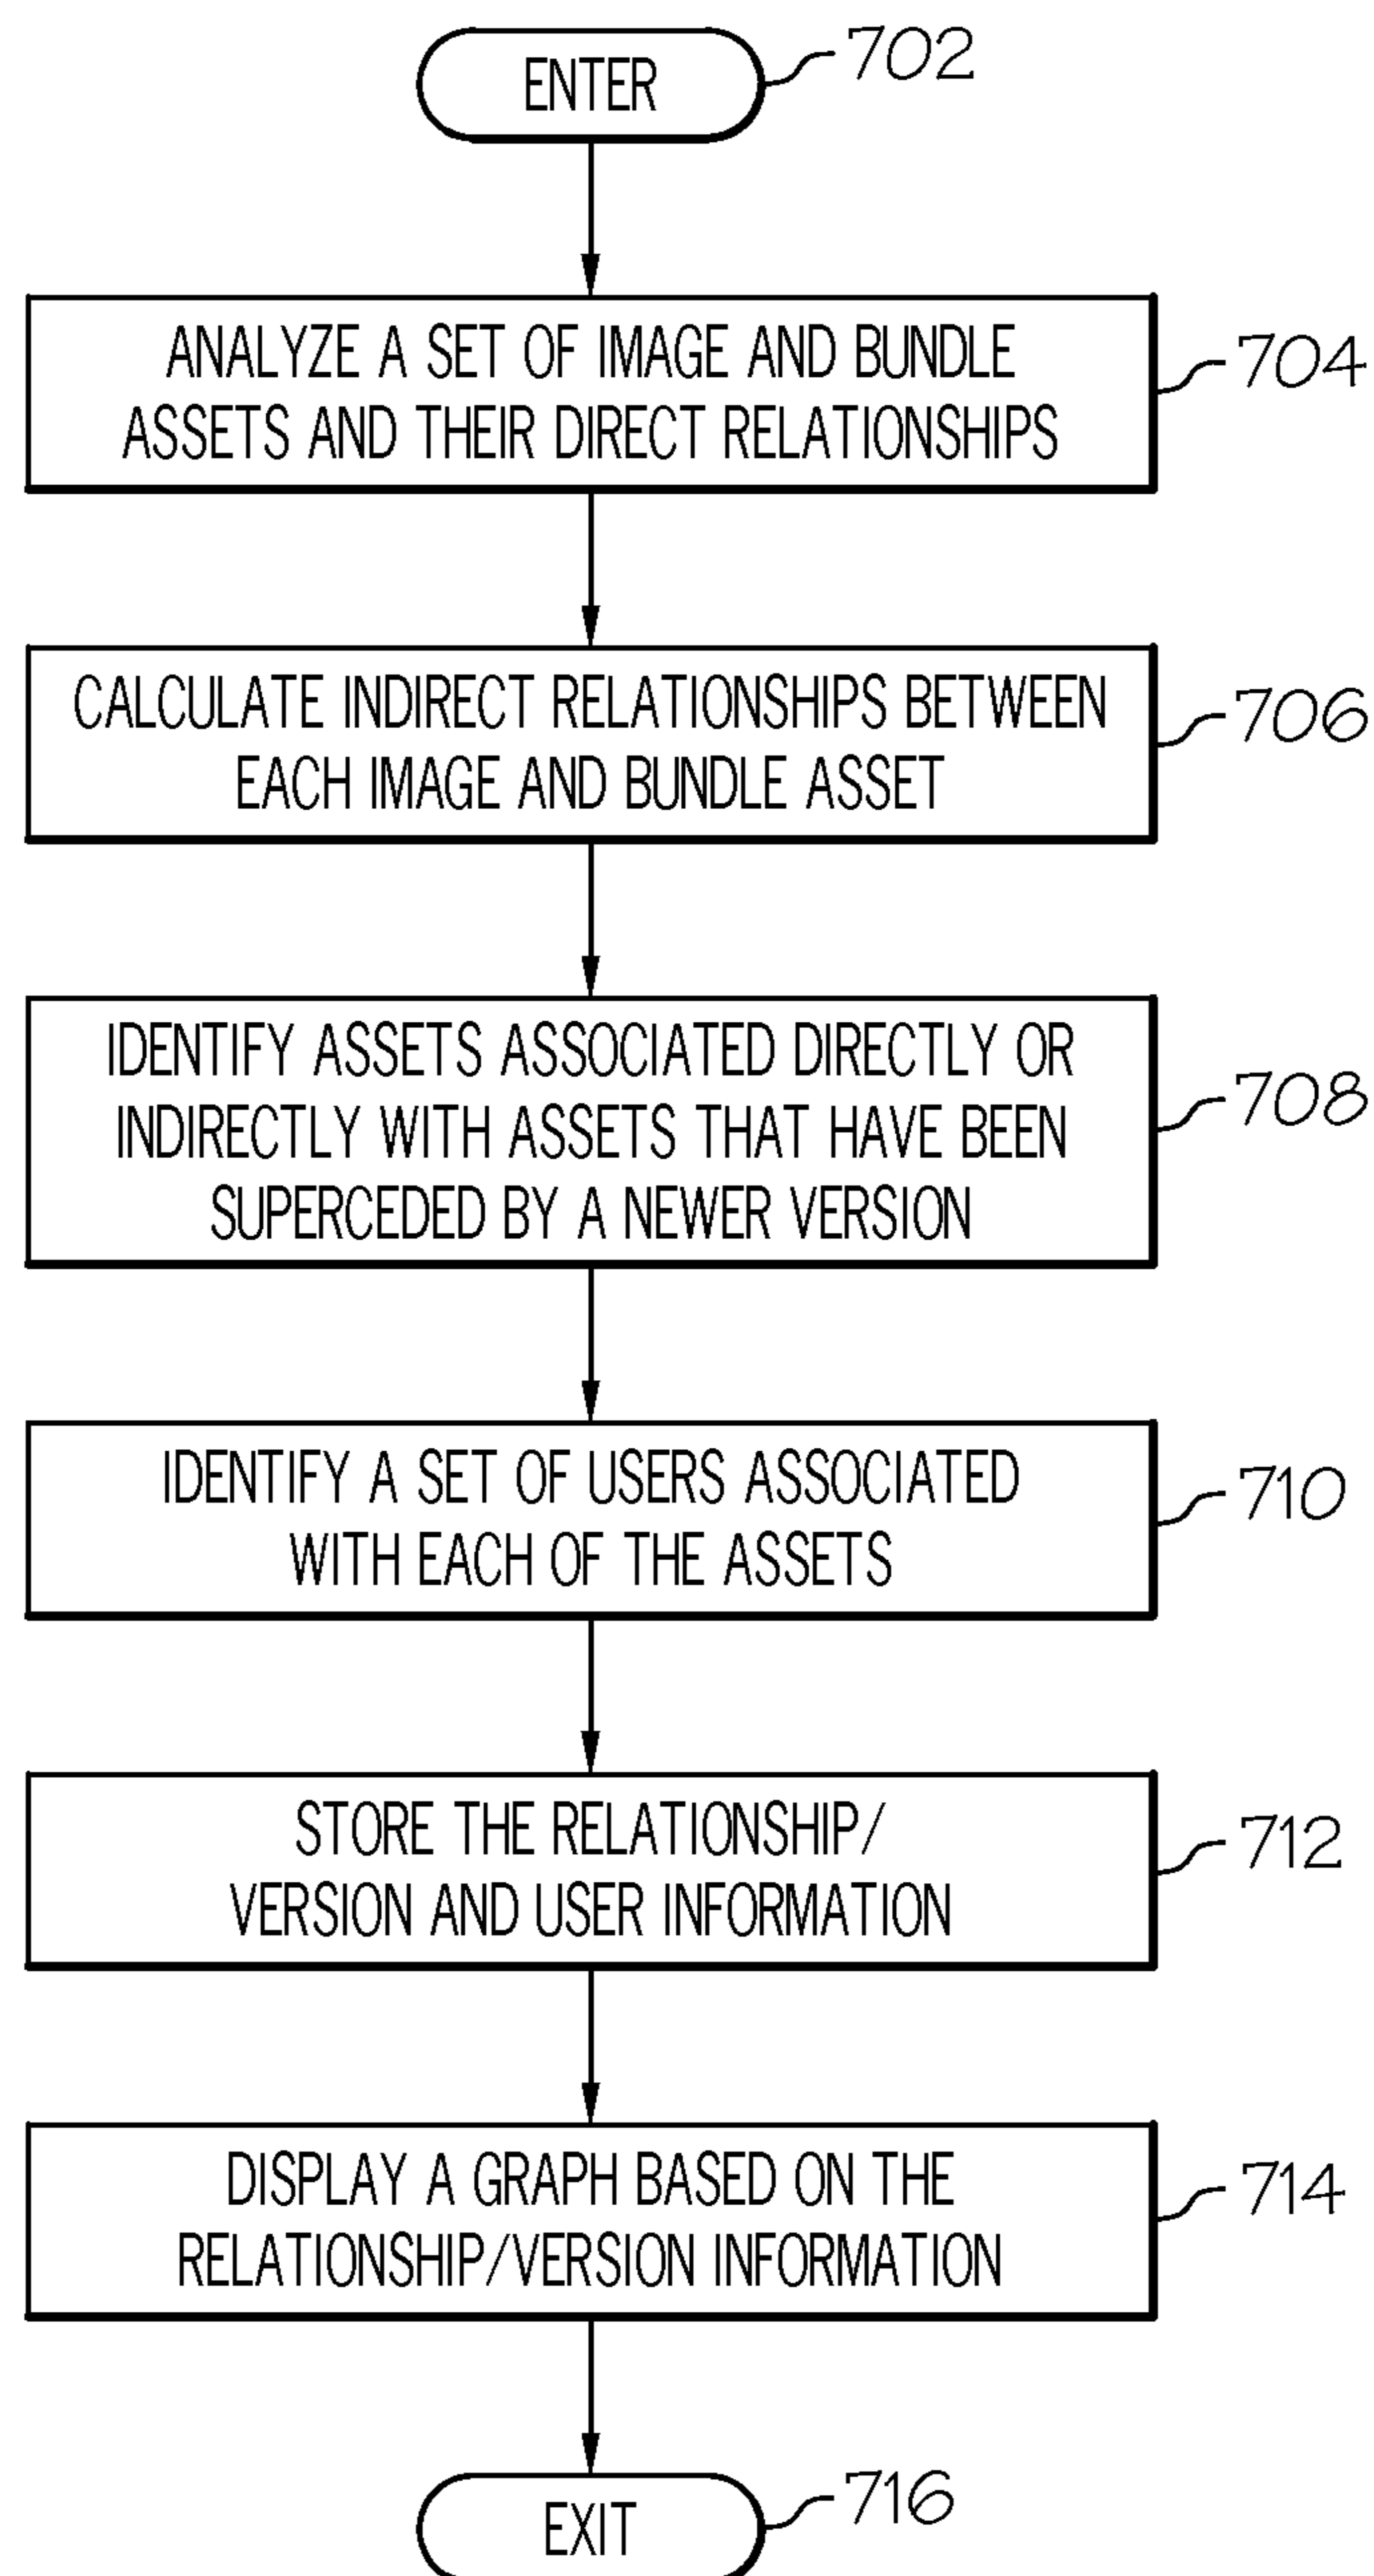 ENTER
702
ANALYZE A SET OF IMAGE AND BUNDLE
ASSETS AND THEIR DIRECT RELATIONSHIPS
704
CALCULATE INDIRECT RELATIONSHIPS BETWEEN
EACH IMAGE AND BUNDLE ASSET
706
IDENTIFY ASSETS ASSOCIATED DIRECTLY OR
INDIRECTLY WITH ASSETS THAT HAVE BEEN
SUPERCEDED BY A NEWER VERSION
708
IDENTIFY A SET OF USERS ASSOCIATED
WITH EACH OF THE ASSETS
710
STORE THE RELATIONSHIP/
VERSION AND USER INFORMATION
712
DISPLAY A GRAPH BASED ON THE
RELATIONSHIP/VERSION INFORMATION
714
EXIT
716